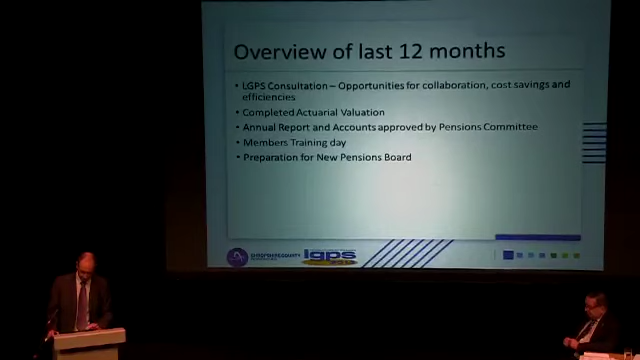 Overview of last 12 months
• LGPS Consultation – Opportunities for collaboration, cost savings and
efficiencies
• Completed Actuarial Valuation
• Annual Report and Accounts approved by Pensions Committee
• Members Training day
• Preparation for New Pensions Board
lgps